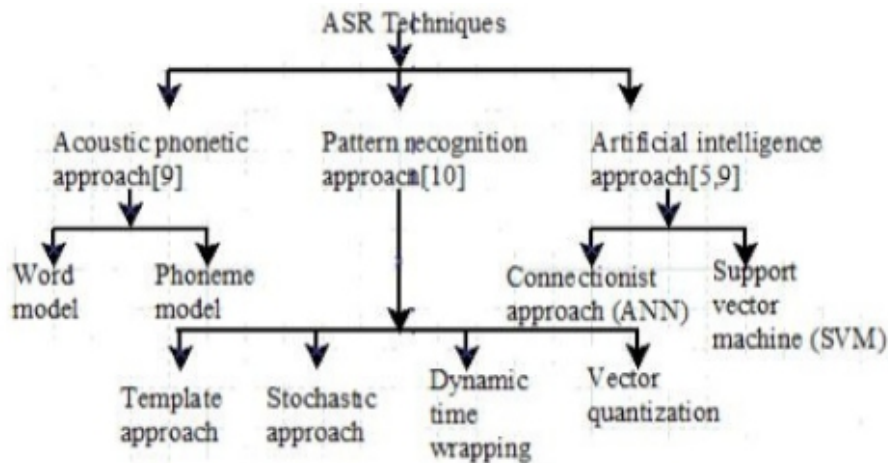 ASR Techniques
Acoustic phonetic
approach[9]
Pattern recognition
approach[10]
Artificial intelligence
approach[5,9]
Word
model
Phoneme
model
Connectionist
approach (ANN)
Support
vector
machine (SVM)
Template
approach
Stochastic
approach
Dynamic
time
wrapping
Vector
quantization